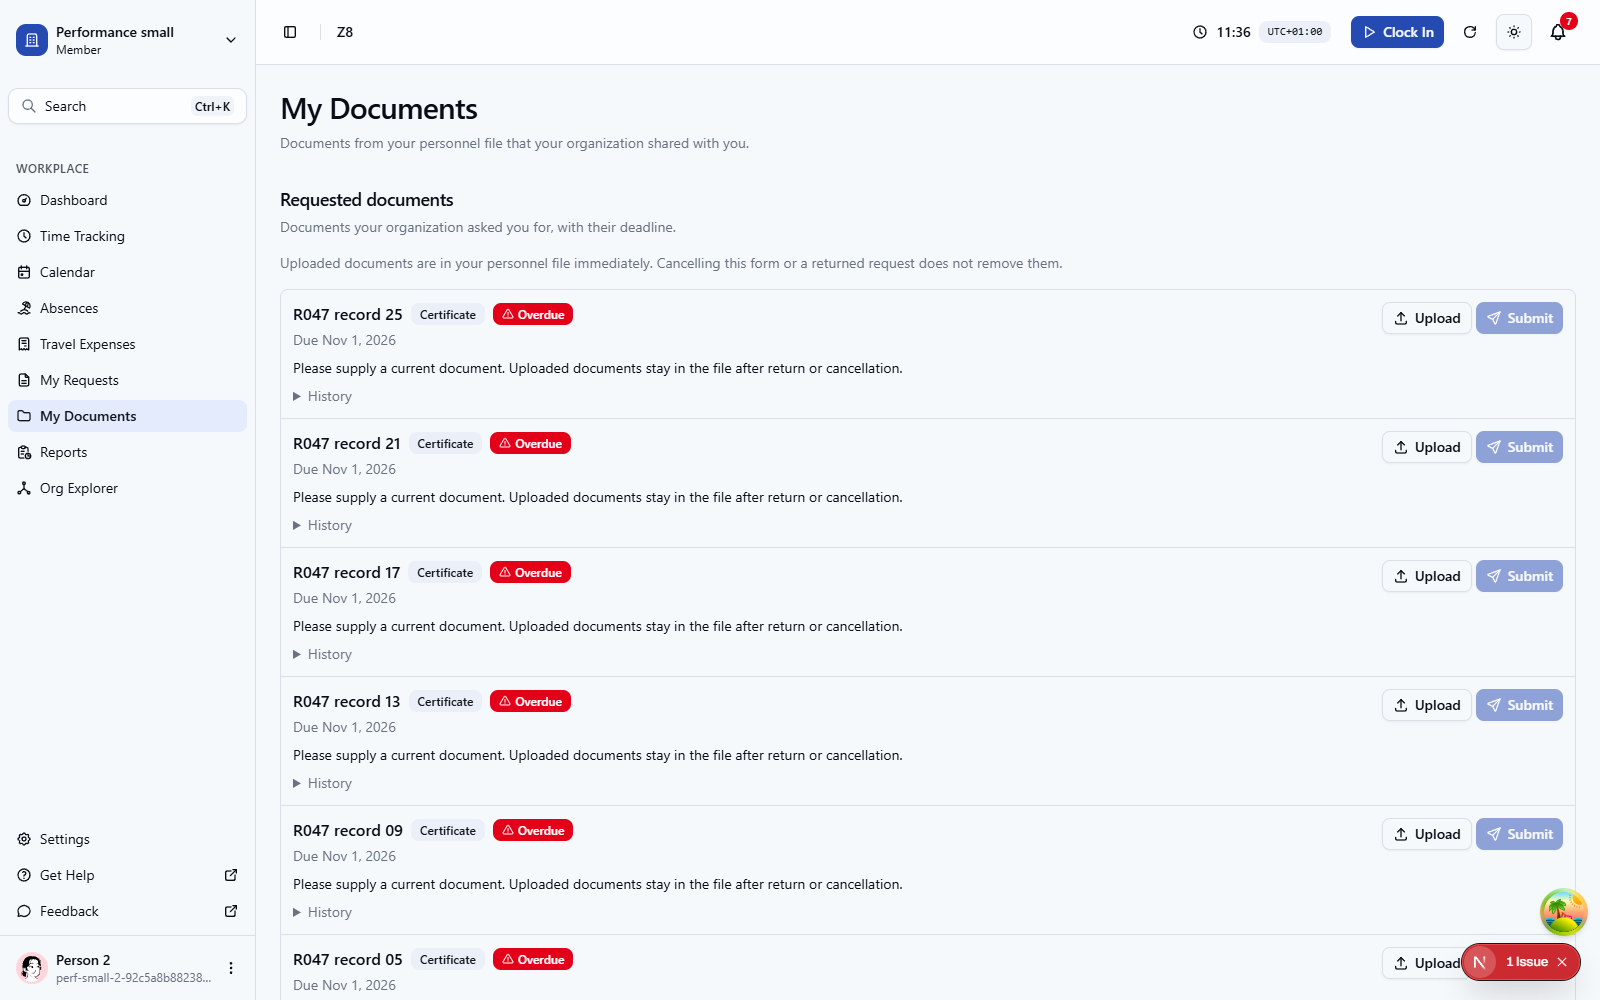 Performance small
Member
Search
Ctrl+K
WORKPLACE
Dashboard
Time Tracking
Calendar
Absences
Travel Expenses
My Requests
My Documents
Reports
Org Explorer
Settings
Get Help
Feedback
Person 2
perf-small-2-92c5a8b88238...
Z8
11:36
UTC+01:00
Clock In
7
My Documents
Documents from your personnel file that your organization shared with you.
Requested documents
Documents your organization asked you for, with their deadline.
Uploaded documents are in your personnel file immediately. Cancelling this form or a returned request does not remove them.
R047 record 25 Certificate Overdue Upload Submit
Due Nov 1, 2026
Please supply a current document. Uploaded documents stay in the file after return or cancellation.
History
R047 record 21 Certificate Overdue Upload Submit
Due Nov 1, 2026
Please supply a current document. Uploaded documents stay in the file after return or cancellation.
History
R047 record 17 Certificate Overdue Upload Submit
Due Nov 1, 2026
Please supply a current document. Uploaded documents stay in the file after return or cancellation.
History
R047 record 13 Certificate Overdue Upload Submit
Due Nov 1, 2026
Please supply a current document. Uploaded documents stay in the file after return or cancellation.
History
R047 record 09 Certificate Overdue Upload Submit
Due Nov 1, 2026
Please supply a current document. Uploaded documents stay in the file after return or cancellation.
History
R047 record 05 Certificate Overdue Upload
Due Nov 1, 2026
N 1 Issue